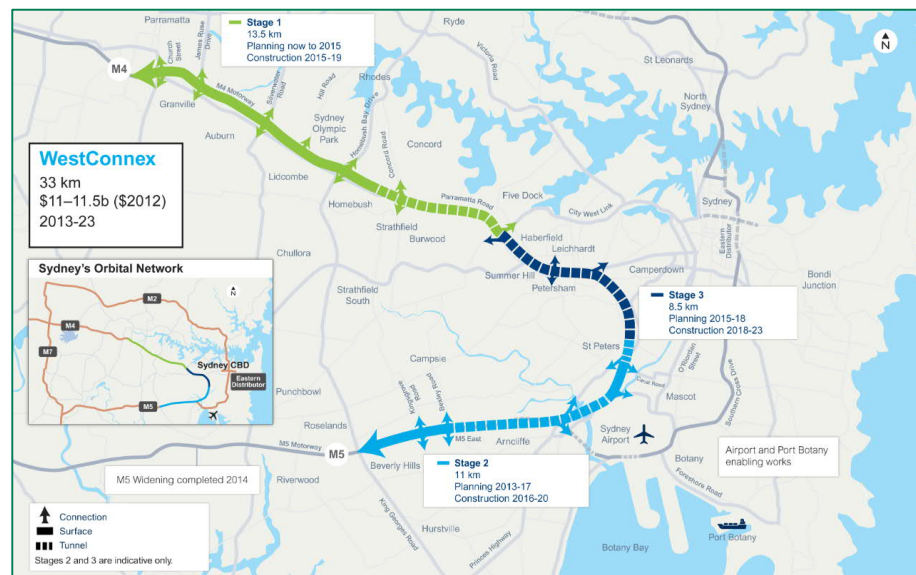 Parramatta
Church
Street
James Ruse
Drive
M4
Granville
M4 Motorway
Silverwater
Road
Hill Road
Auburn
Sydney
Olympic
Park
Lidcombe
Homebush Bay Drive
Rhodes
Concord Road
Concord
Ryde
Victoria Road
Stage 1
13.5 km
Planning now to 2015
Construction 2015-19
N
St Leonards
North
Sydney
WestConnex
33 km
$11–11.5b ($2012)
2013-23
Homebush
Strathfield
Burwood
Parramatta Road
Five Dock
City West Link
Haberfield
Leichhardt
Summer Hill
Petersham
Camperdown
Sydney
Eastern
Distributor
Bondi
Junction
Chullora
Strathfield
South
Sydney's Orbital Network
N
M2
M4
M7
Sydney CBD
Eastern
Distributor
M5
Stage 3
8.5 km
Planning 2015-18
Construction 2018-23
St Peters
O'Riordan
Street
Southern Cross Drive
Canal Road
Mascot
Campsie
Punchbowl
Kingsgrove
Road
Bexley Road
Roselands
M5 East
Arncliffe
Sydney
Airport
M5 Motorway
M5
Beverly Hills
Riverwood
M5 Widening completed 2014
Stage 2
11 km
Planning 2013-17
Construction 2016-20
Botany
Airport and Port Botany
enabling works
Foreshore Road
Port Botany
Botany Bay
King Georges Road
Hurstville
Princes Highway
Connection
Surface
Tunnel
Stages 2 and 3 are indicative only.